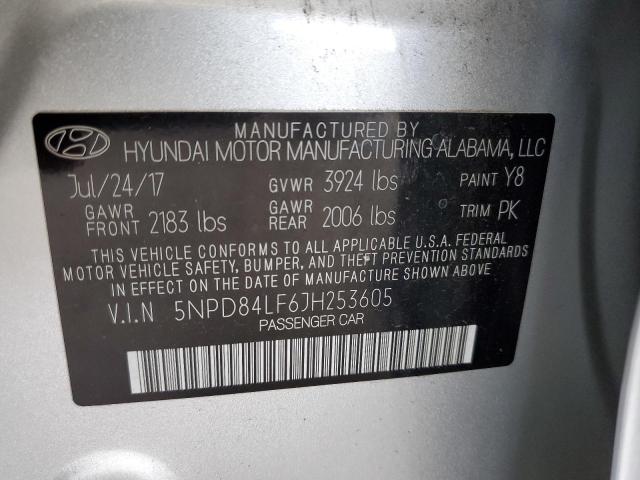 MANUFACTURED BY
HYUNDAI MOTOR MANUFACTURING ALABAMA, LLC
Jul/24/17 GVWR 3924 lbs PAINT Y8
GAWR FRONT 2183 lbs GAWR REAR 2006 lbs TRIM PK
THIS VEHICLE CONFORMS TO ALL APPLICABLE U.S.A. FEDERAL
MOTOR VEHICLE SAFETY, BUMPER, AND THEFT PREVENTION STANDARDS
IN EFFECT ON THE DATE OF MANUFACTURE SHOWN ABOVE.
V.I.N 5NPD84LF6JH253605
PASSENGER CAR